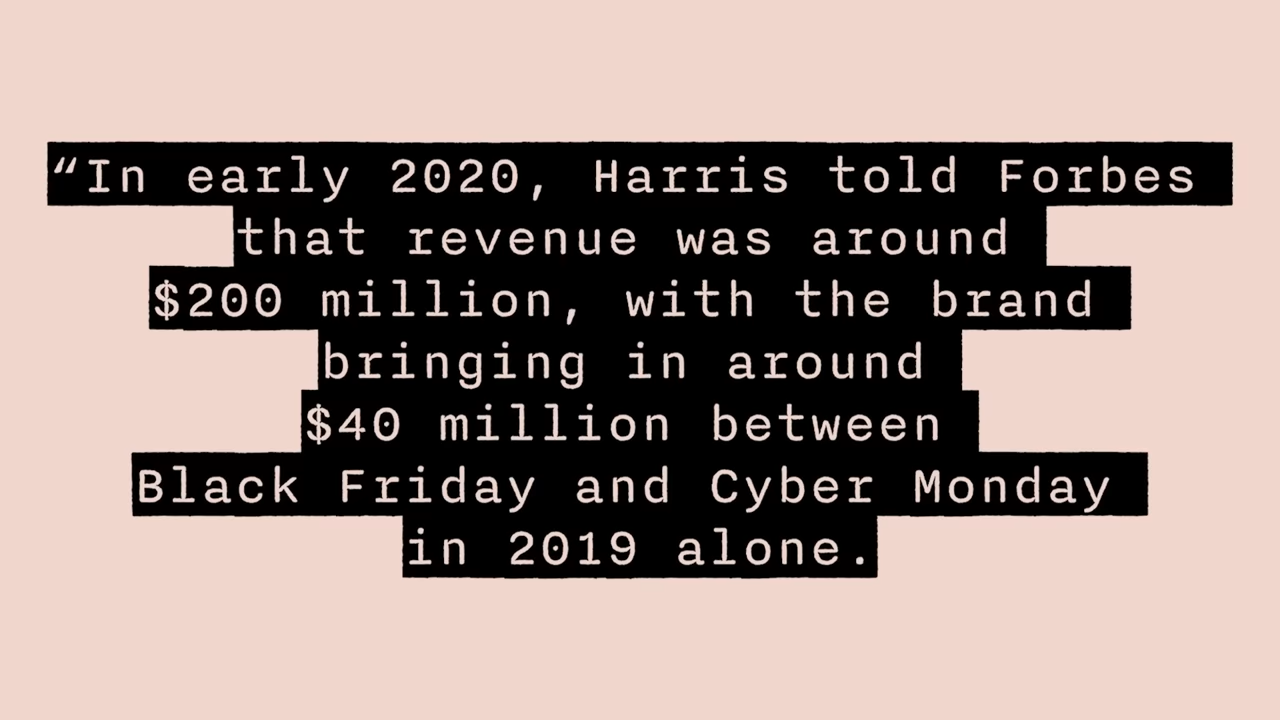 “In early 2020, Harris told Forbes
that revenue was around
$200 million, with the brand
bringing in around
$40 million between
Black Friday and Cyber Monday
in 2019 alone.